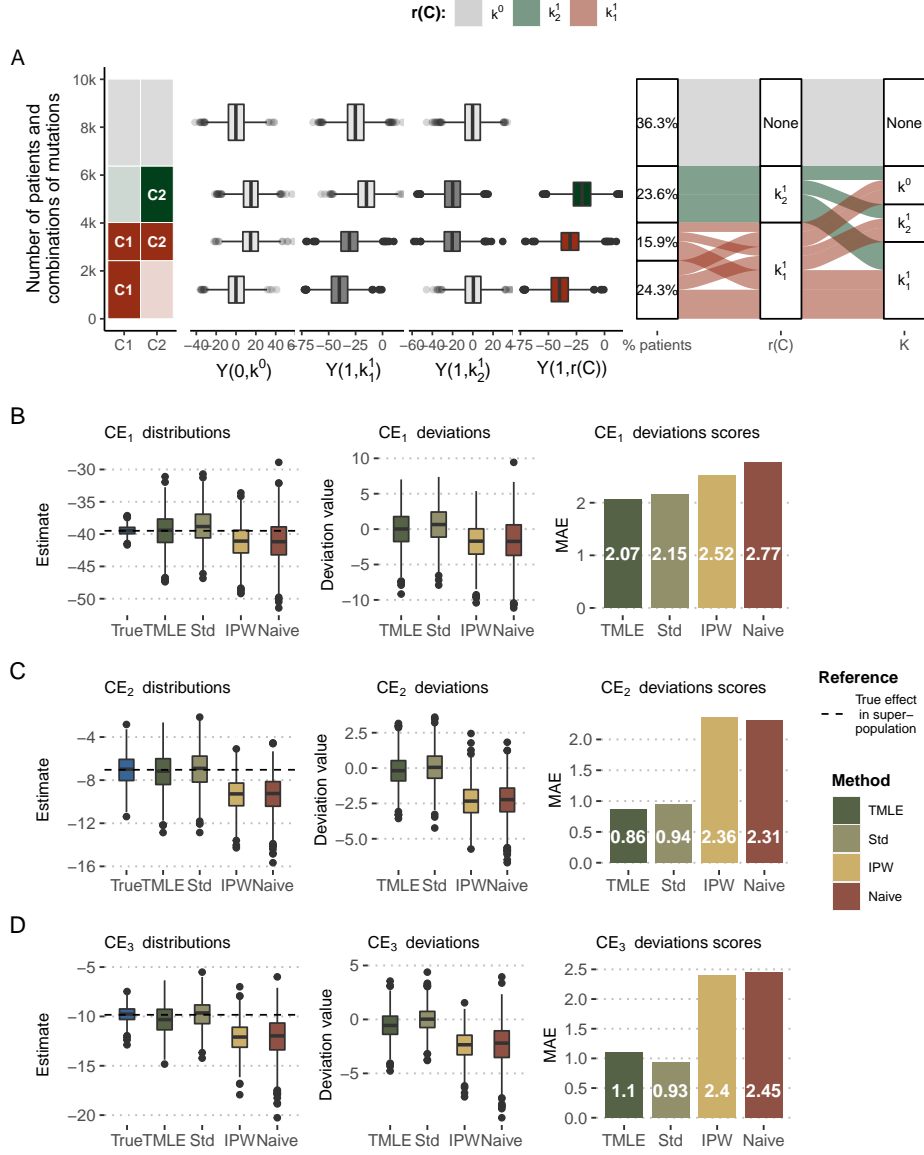 r(C): k⁰ k₂¹ k₁¹
A
Number of patients and
combinations of mutations
10k
8k
6k
4k
2k
0
C2
C1 C2
C1
C1 C2
−40 −20 0 20 40 6
Y(0,k⁰)
−75 −50 −25 0
Y(1,k₁¹)
−60 −40 −20 0 20 4
Y(1,k₂¹)
−75 −50 −25 0
Y(1,r(C))
36.3%
23.6%
15.9%
24.3%
None
k₂¹
k₁¹
None
k⁰
k₂¹
k₁¹
% patients r(C) K
B
CE₁ distributions
Estimate
−30
−35
−40
−45
−50
True TMLE Std IPW Naive
CE₁ deviations
Deviation value
10
5
0
−5
−10
TMLE Std IPW Naive
CE₁ deviations scores
MAE
2
1
0
2.07 2.15 2.52 2.77
TMLE Std IPW Naive
C
CE₂ distributions
Estimate
−4
−8
−12
−16
True TMLE Std IPW Naive
CE₂ deviations
Deviation value
2.5
0.0
−2.5
−5.0
TMLE Std IPW Naive
CE₂ deviations scores
MAE
2.0
1.5
1.0
0.5
0.0
0.86 0.94 2.36 2.31
TMLE Std IPW Naive
Reference
True effect
in super−
population
Method
TMLE
Std
IPW
Naive
D
CE₃ distributions
Estimate
−5
−10
−15
−20
True TMLE Std IPW Naive
CE₃ deviations
Deviation value
5
0
−5
TMLE Std IPW Naive
CE₃ deviations scores
MAE
2.5
2.0
1.5
1.0
0.5
0.0
1.1 0.93 2.4 2.45
TMLE Std IPW Naive